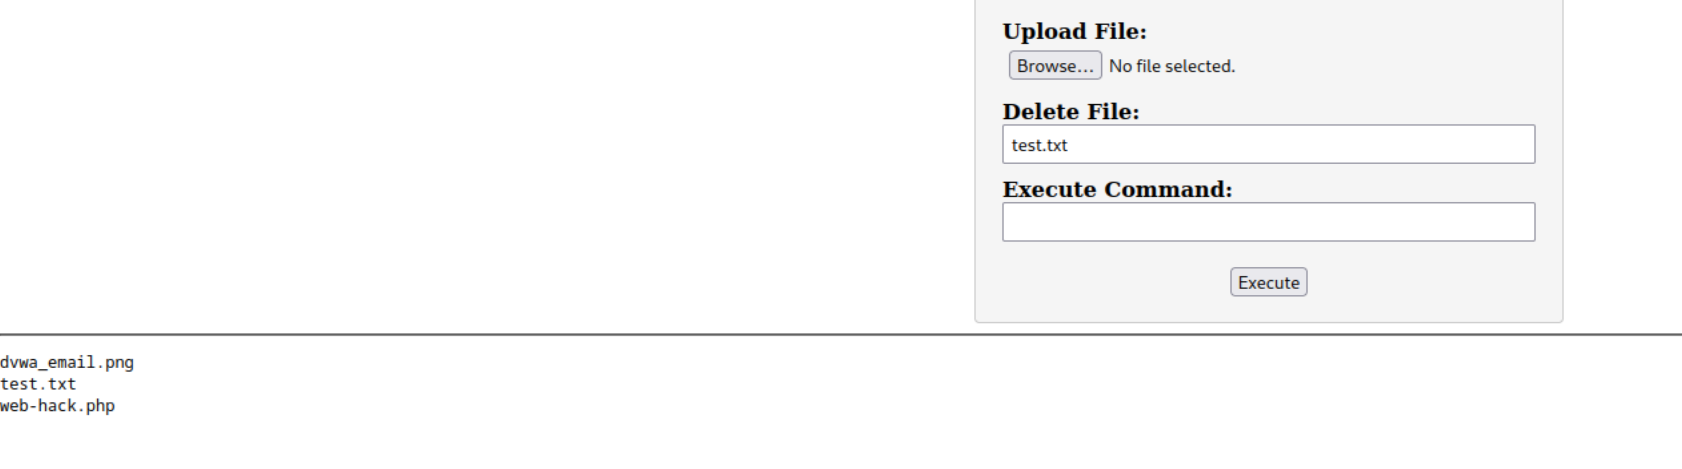 Upload File:
Browse... No file selected.
Delete File:
test.txt
Execute Command:
Execute
dvwa_email.png
test.txt
web-hack.php